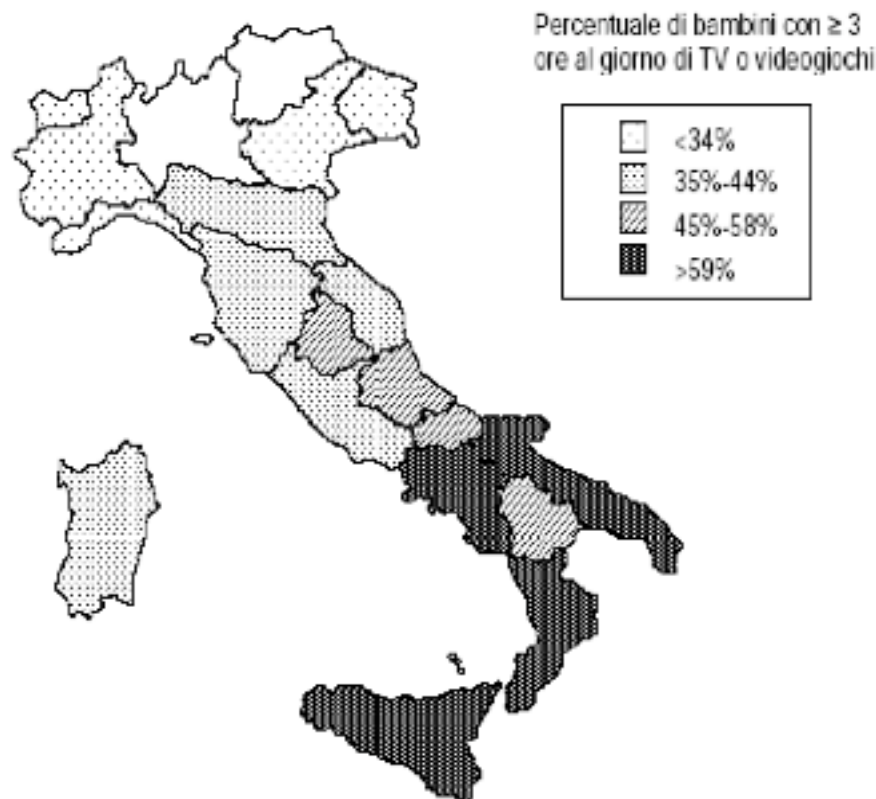 Percentuale di bambini con ≥ 3
ore al giorno di TV o videogiochi
<34%
35%-44%
45%-58%
>59%